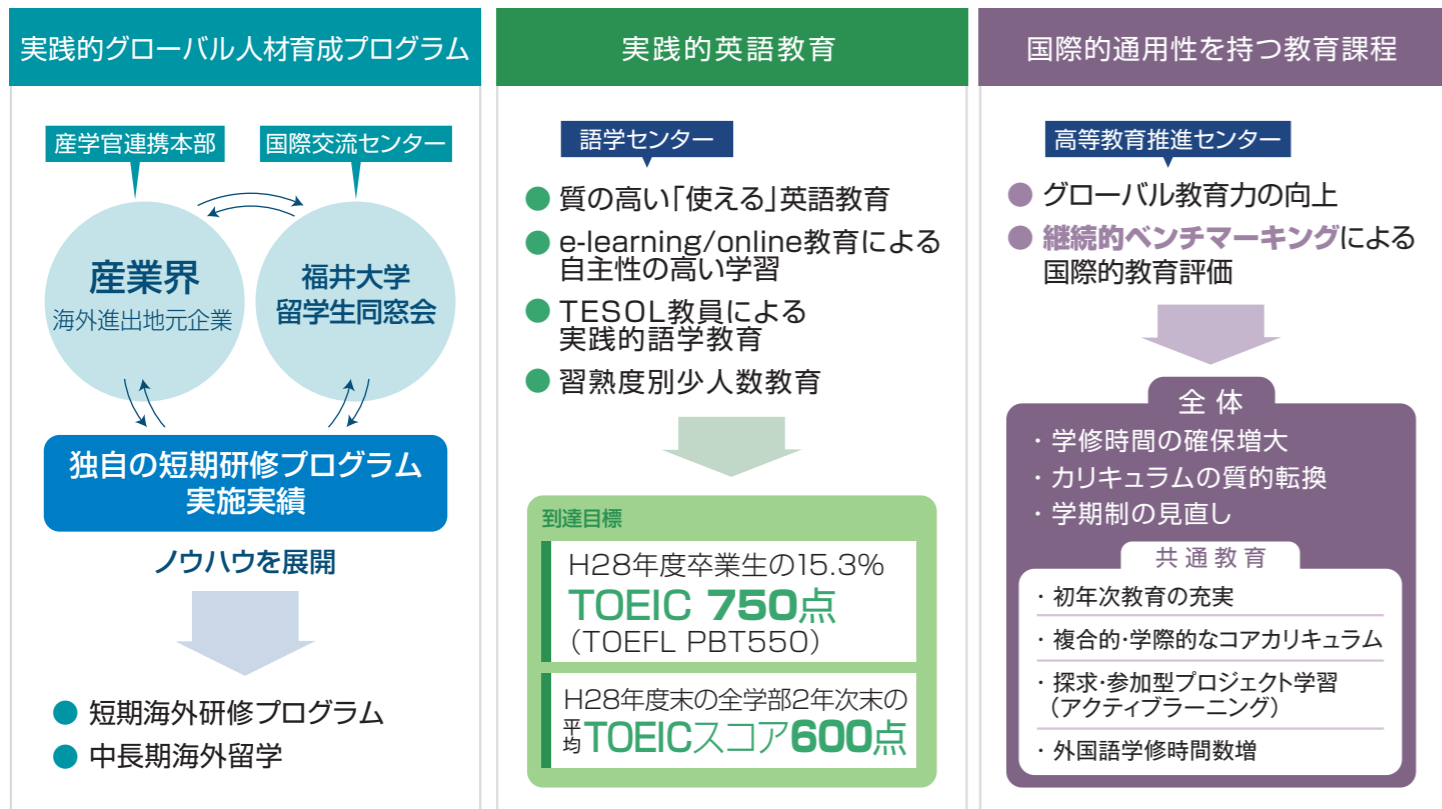 実践的グローバル人材育成プログラム
産学官連携本部
国際交流センター
産業界
海外進出地元企業
福井大学
留学生同窓会
独自の短期研修プログラム
実施実績
ノウハウを展開
● 短期海外研修プログラム
● 中長期海外留学
実践的英語教育
語学センター
● 質の高い「使える」英語教育
● e-learning/online教育による
自主性の高い学習
● TESOL教員による
実践的語学教育
● 習熟度別少人数教育
到達目標
H28年度卒業生の15.3%
TOEIC 750点
(TOEFL PBT550)
H28年度末の全学部2年次末の
平均TOEICスコア600点
国際的通用性を持つ教育課程
高等教育推進センター
● グローバル教育力の向上
● 継続的ベンチマーキングによる
国際的教育評価
全体
・学修時間の確保増大
・カリキュラムの質的転換
・学期制の見直し
共通教育
・初年次教育の充実
・複合的・学際的なコアカリキュラム
・探求・参加型プロジェクト学習
(アクティブラーニング)
・外国語学修時間数増